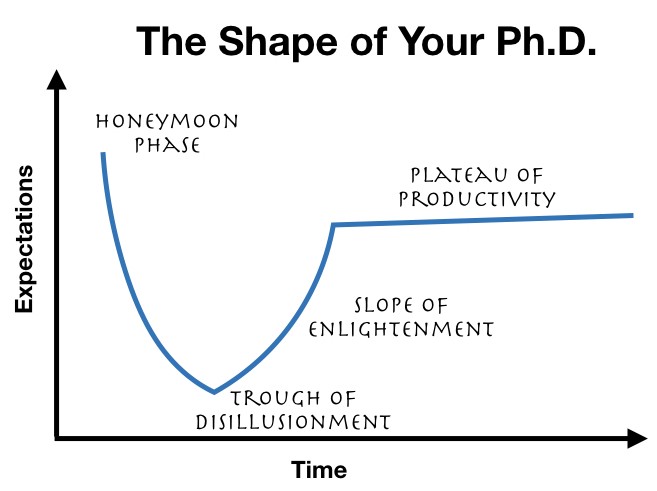 The Shape of Your Ph.D.
HONEYMOON
PHASE
PLATEAU OF
PRODUCTIVITY
Expectations
SLOPE OF
ENLIGHTENMENT
TROUGH OF
DISILLUSIONMENT
Time